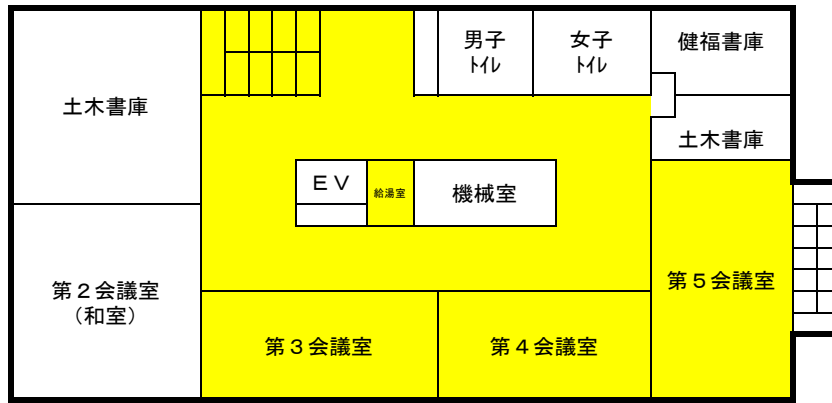 男子
ﾄｲﾚ
女子
ﾄｲﾚ
健福書庫
土木書庫
土木書庫
ＥＶ
給湯室
機械室
第２会議室
（和室）
第３会議室
第４会議室
第５会議室